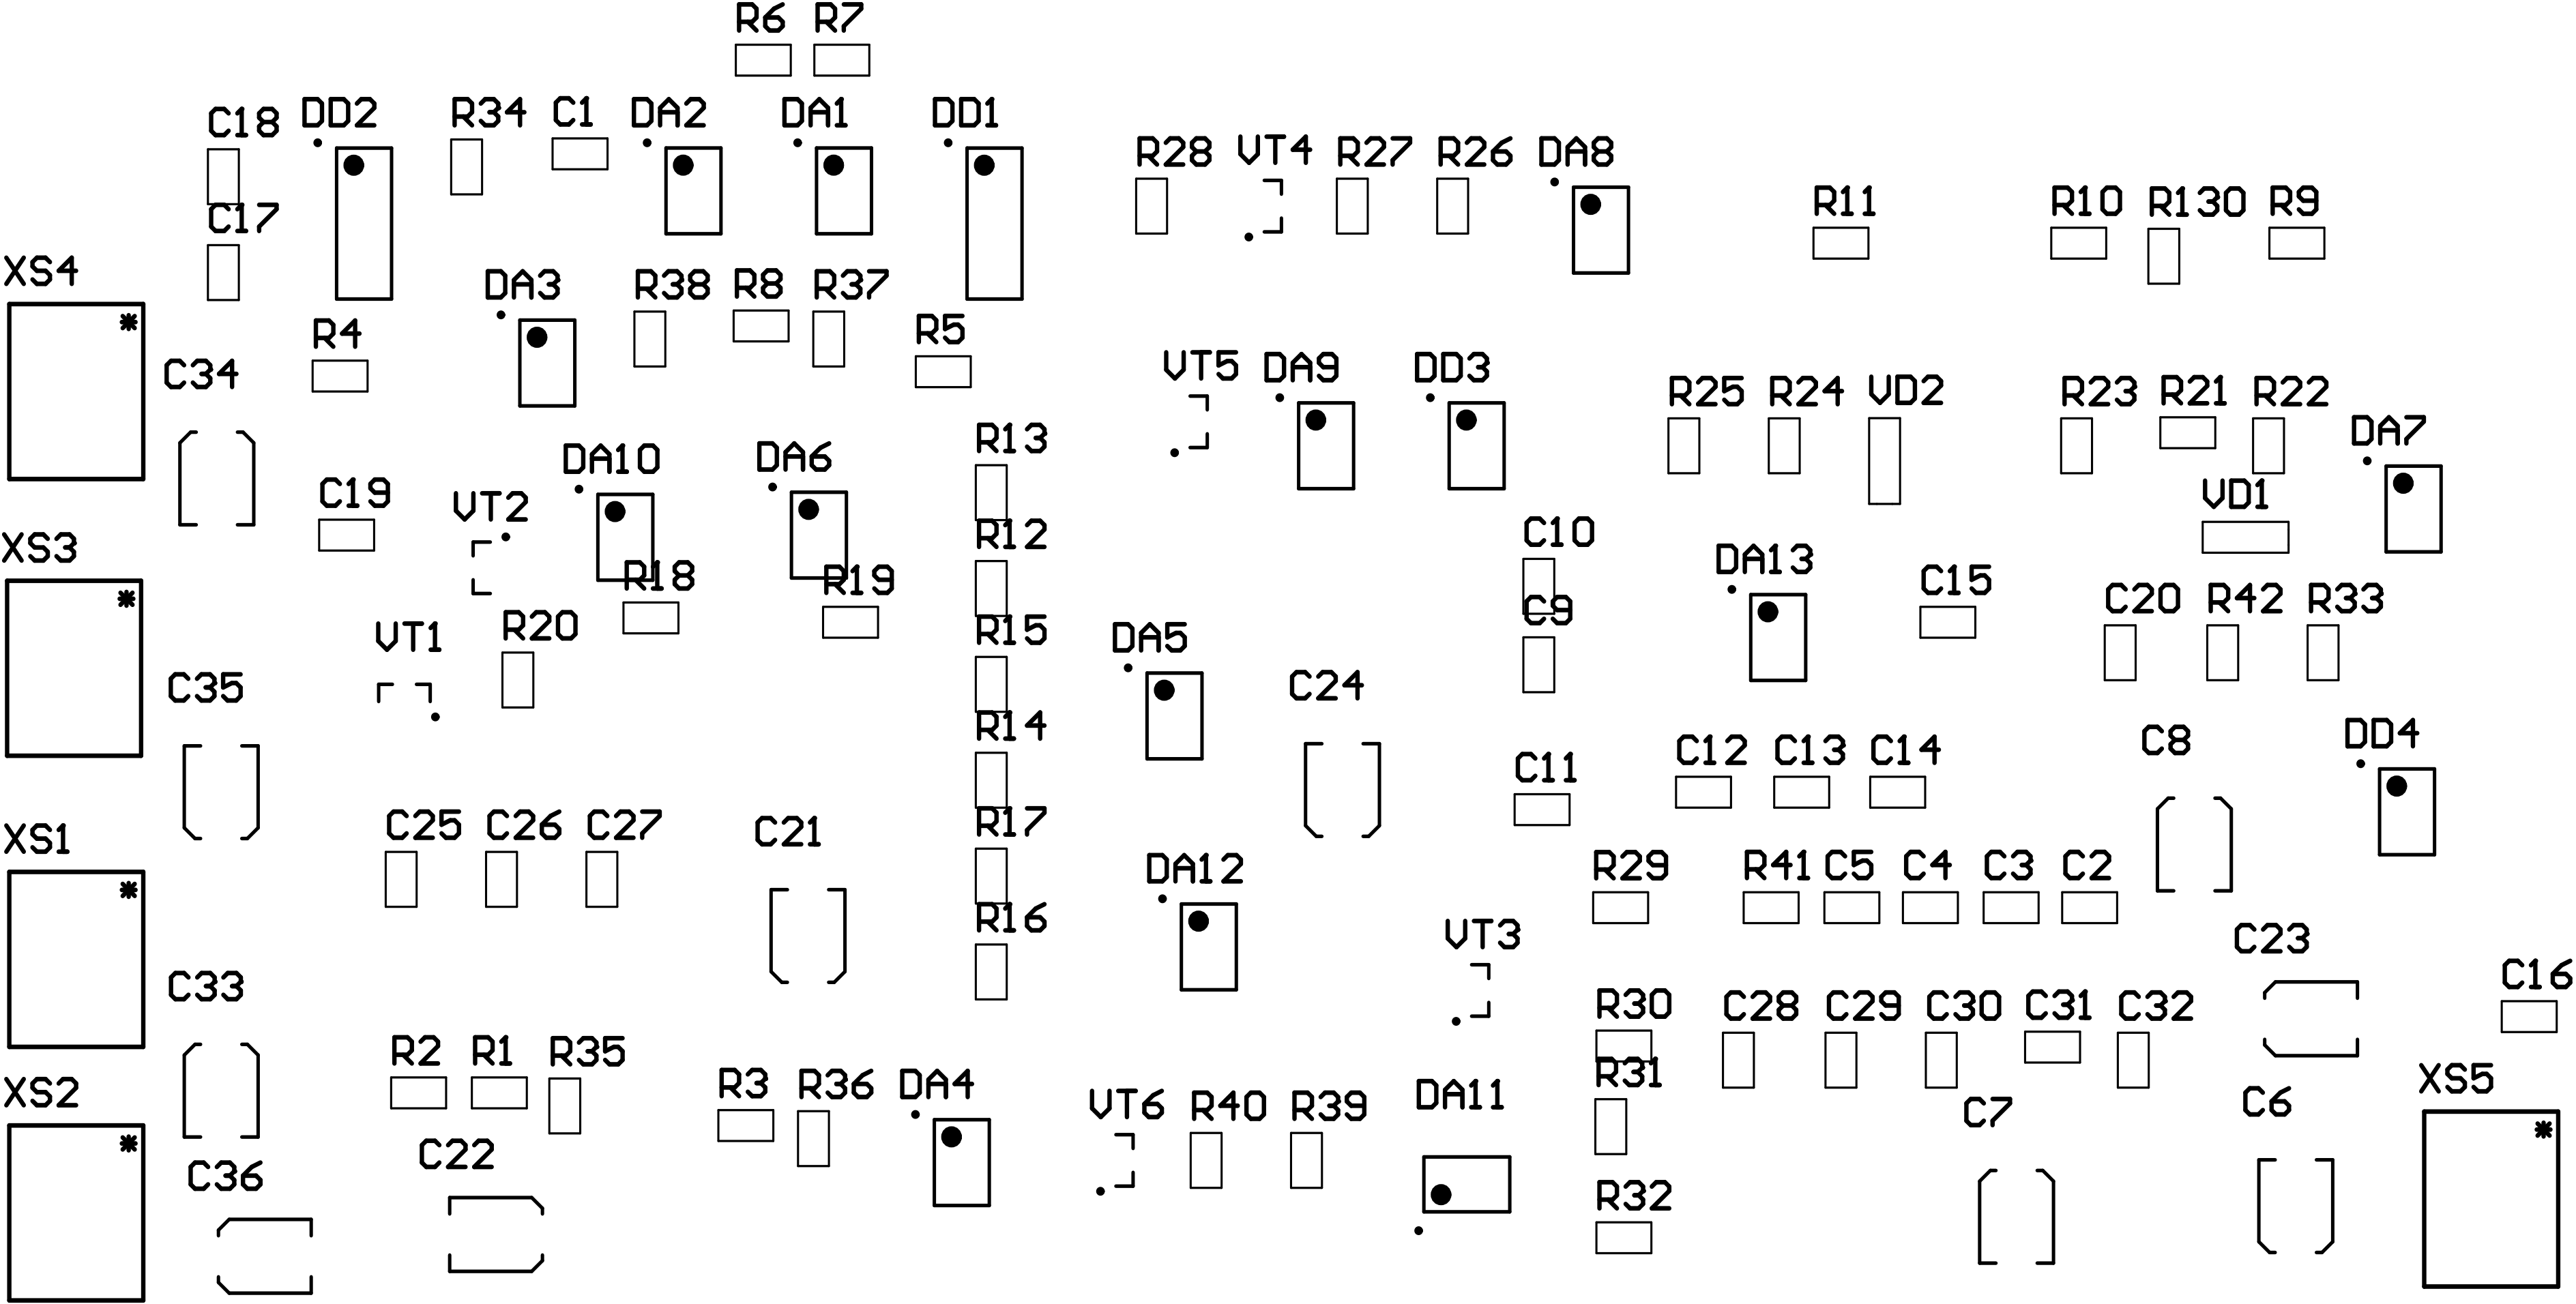 R6 R7
C18 DD2 R34 C1 DA2 DA1 DD1
R28 VT4 R27 R26 DA8
C17 R11 R10 R130 R9
XS4 DA3 R38 R8 R37
R4 R5
C34 VT5 DA9 DD3 R25 R24 VD2 R23 R21 R22
R13 DA7
DA10 DA6
C19 VT2 VD1
XS3 R12 C10 DA13
R18 R19 C9 C15
VT1 R20 R15 DA5 C20 R42 R33
C35 C24
R14 C12 C13 C14 C8 DD4
C11
XS1 C25 C26 C27 C21 R17
DA12 R29 R41 C5 C4 C3 C2
R16 VT3 C23
C33 R30 C28 C29 C30 C31 C32 C16
R2 R1 R35
XS2 R3 R36 DA4 R31 XS5
VT6 R40 R39 DA11 C7 C6
C36 C22
R32